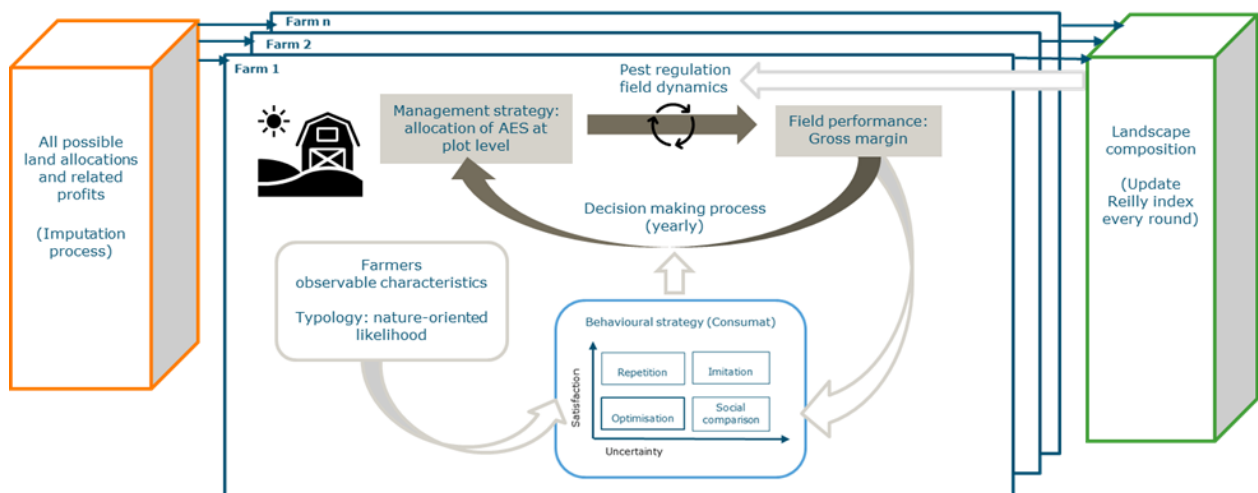 Farm n
Farm 2
Farm 1
All possible
land allocations
and related
profits
(Imputation
process)
Management strategy:
allocation of AES at
plot level
Pest regulation
field dynamics
Field performance:
Gross margin
Decision making process
(yearly)
Farmers
observable characteristics
Typology: nature-oriented
likelihood
Behavioural strategy (Consumat)
Satisfaction
Repetition
Imitation
Optimisation
Social
comparison
Uncertainty
Landscape
composition
(Update
Reilly index
every round)